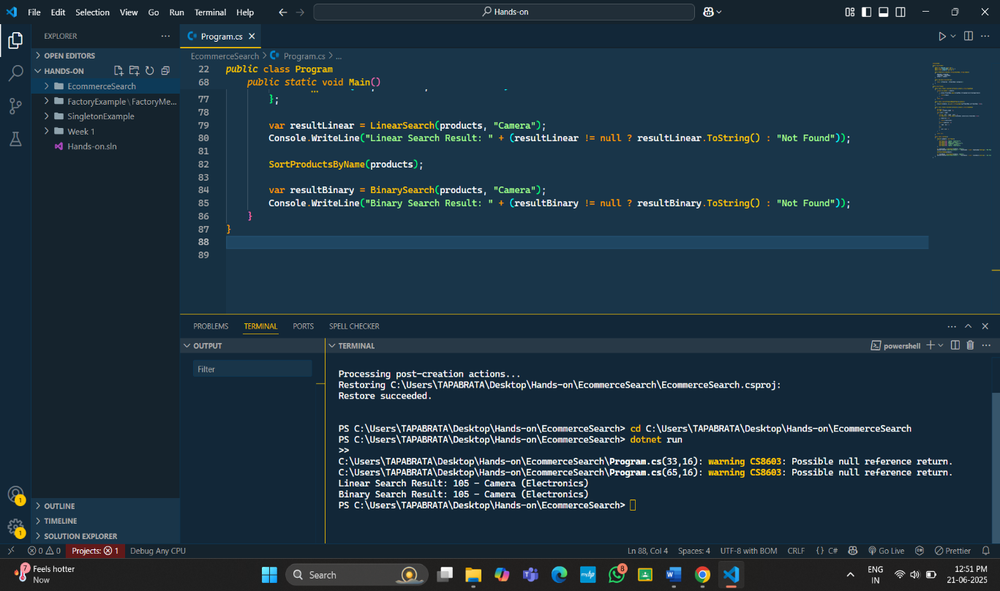 File Edit Selection View Go Run Terminal Help
Hands-on
EXPLORER
OPEN EDITORS
HANDS-ON
EcommerceSearch
FactoryExample \ FactoryMe...
SingletonExample
Week 1
Hands-on.sln
OUTLINE
TIMELINE
SOLUTION EXPLORER
Program.cs
EcommerceSearch > Program.cs > ...
22 public class Program
68 public static void Main()
77 };
78
79 var resultLinear = LinearSearch(products, "Camera");
80 Console.WriteLine("Linear Search Result: " + (resultLinear != null ? resultLinear.ToString() : "Not Found"));
81
82 SortProductsByName(products);
83
84 var resultBinary = BinarySearch(products, "Camera");
85 Console.WriteLine("Binary Search Result: " + (resultBinary != null ? resultBinary.ToString() : "Not Found"));
86 }
87 }
88
89
PROBLEMS TERMINAL PORTS SPELL CHECKER
OUTPUT
Filter
TERMINAL
powershell
Processing post-creation actions...
Restoring C:\Users\TAPABRATA\Desktop\Hands-on\EcommerceSearch\EcommerceSearch.csproj:
Restore succeeded.
PS C:\Users\TAPABRATA\Desktop\Hands-on\EcommerceSearch> cd C:\Users\TAPABRATA\Desktop\Hands-on\EcommerceSearch
PS C:\Users\TAPABRATA\Desktop\Hands-on\EcommerceSearch> dotnet run
>>
C:\Users\TAPABRATA\Desktop\Hands-on\EcommerceSearch\Program.cs(33,16): warning CS8603: Possible null reference return.
C:\Users\TAPABRATA\Desktop\Hands-on\EcommerceSearch\Program.cs(65,16): warning CS8603: Possible null reference return.
Linear Search Result: 105 - Camera (Electronics)
Binary Search Result: 105 - Camera (Electronics)
PS C:\Users\TAPABRATA\Desktop\Hands-on\EcommerceSearch>
1
1
0 0 Projects: 1 Debug Any CPU
Ln 88, Col 4 Spaces: 4 UTF-8 with BOM CRLF {} C# Go Live Prettier
7
Feels hotter
Now
Search
8
ENG
IN
12:51 PM
21-06-2025